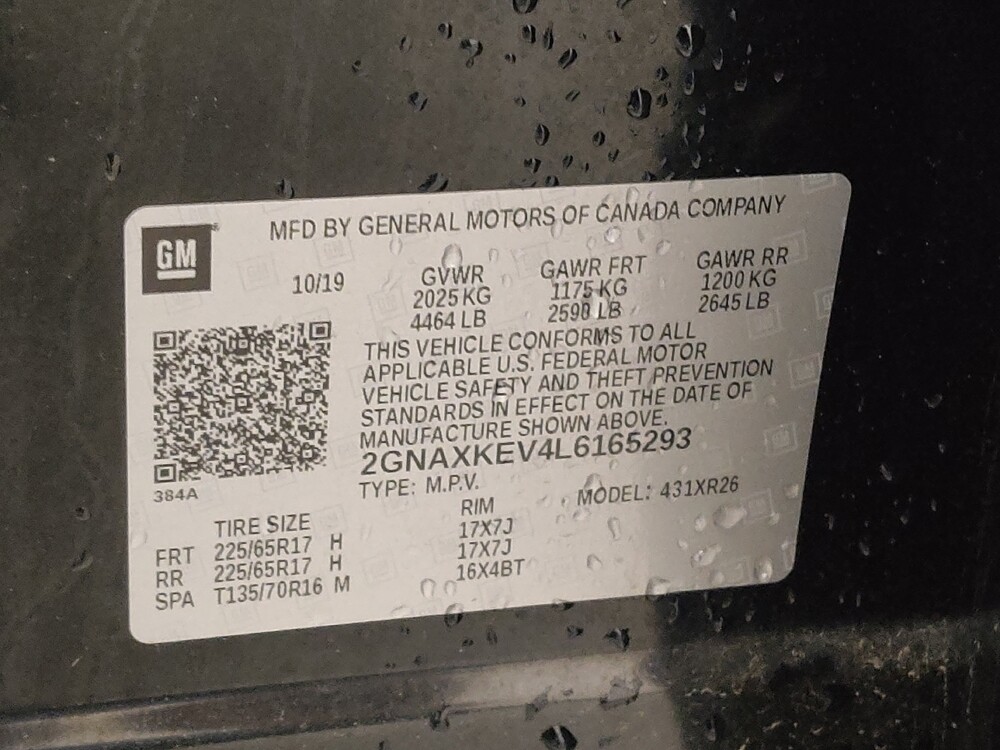 GM
MFD BY GENERAL MOTORS OF CANADA COMPANY
10/19 GVWR GAWR FRT GAWR RR
2025 KG 1175 KG 1200 KG
4464 LB 2590 LB 2645 LB
THIS VEHICLE CONFORMS TO ALL
APPLICABLE U.S. FEDERAL MOTOR
VEHICLE SAFETY AND THEFT PREVENTION
STANDARDS IN EFFECT ON THE DATE OF
MANUFACTURE SHOWN ABOVE.
2GNAXKEV4L6165293
384A
TYPE: M.P.V. MODEL: 431XR26
TIRE SIZE RIM
FRT 225/65R17 H 17X7J
RR 225/65R17 H 17X7J
SPA T135/70R16 M 16X4BT